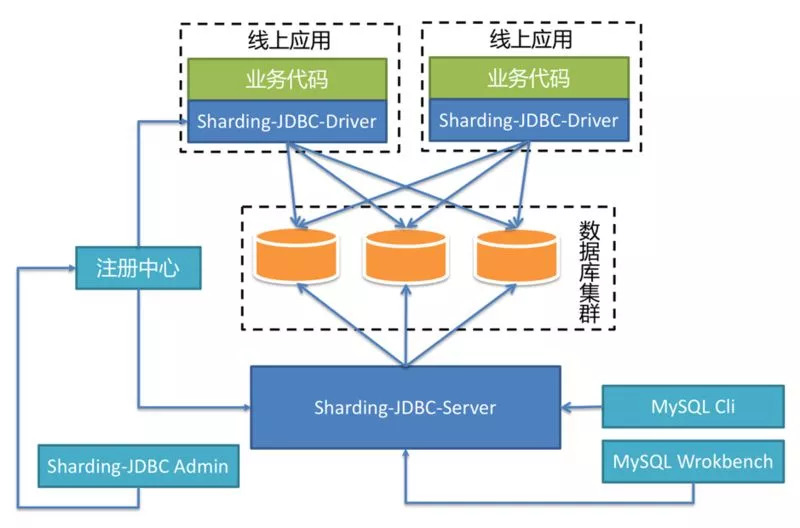 线上应用
线上应用
业务代码
业务代码
Sharding-JDBC-Driver
Sharding-JDBC-Driver
注册中心
数据库集群
Sharding-JDBC-Server
MySQL Cli
Sharding-JDBC Admin
MySQL Wrokbench